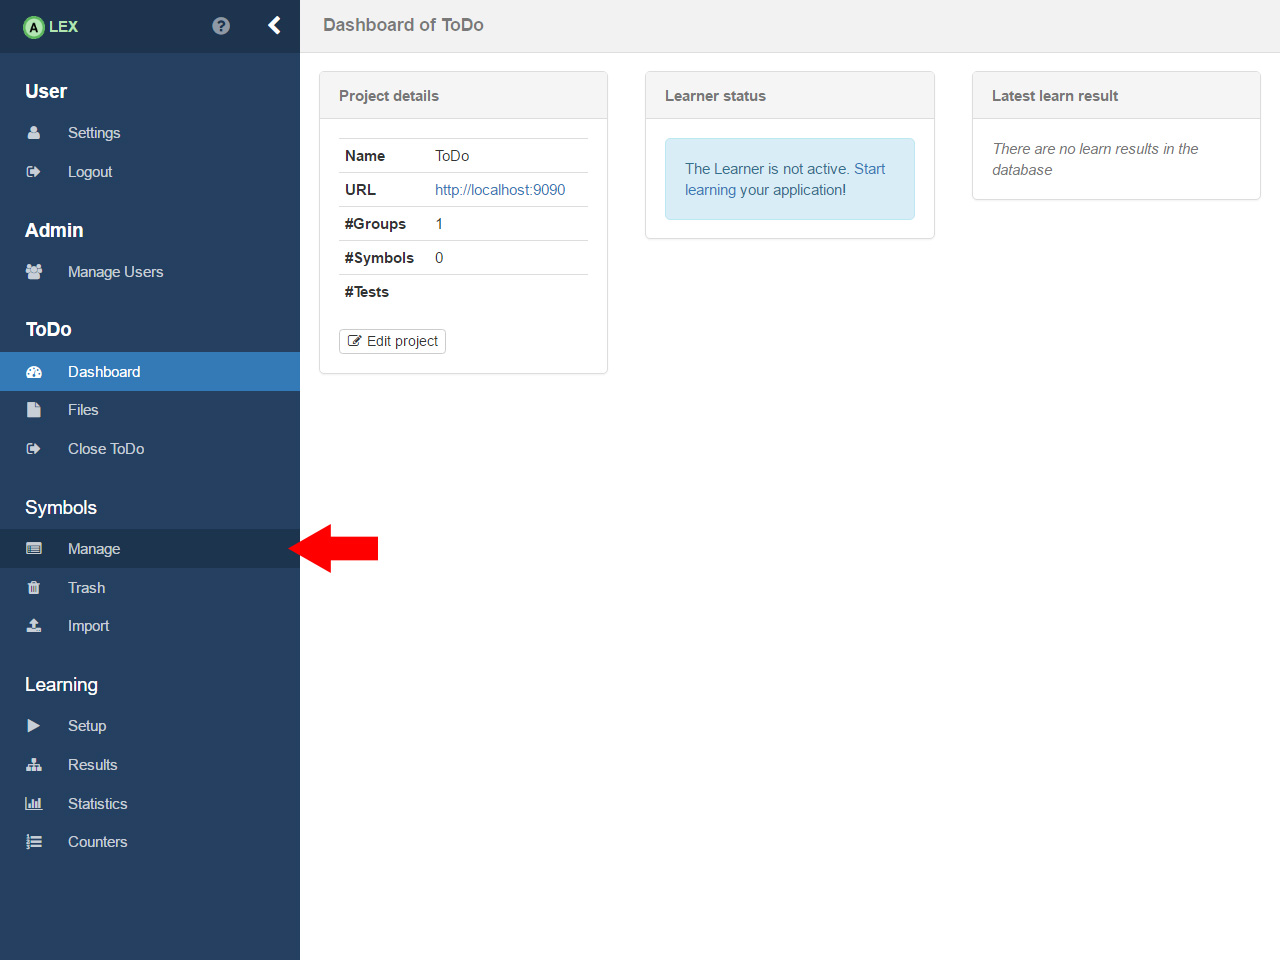 A LEX
User
Settings
Logout
Admin
Manage Users
ToDo
Dashboard
Files
Close ToDo
Symbols
Manage
Trash
Import
Learning
Setup
Results
Statistics
Counters
Dashboard of ToDo
Project details
Name ToDo
URL http://localhost:9090
#Groups 1
#Symbols 0
#Tests
Edit project
Learner status
The Learner is not active. Start
learning your application!
Latest learn result
There are no learn results in the
database